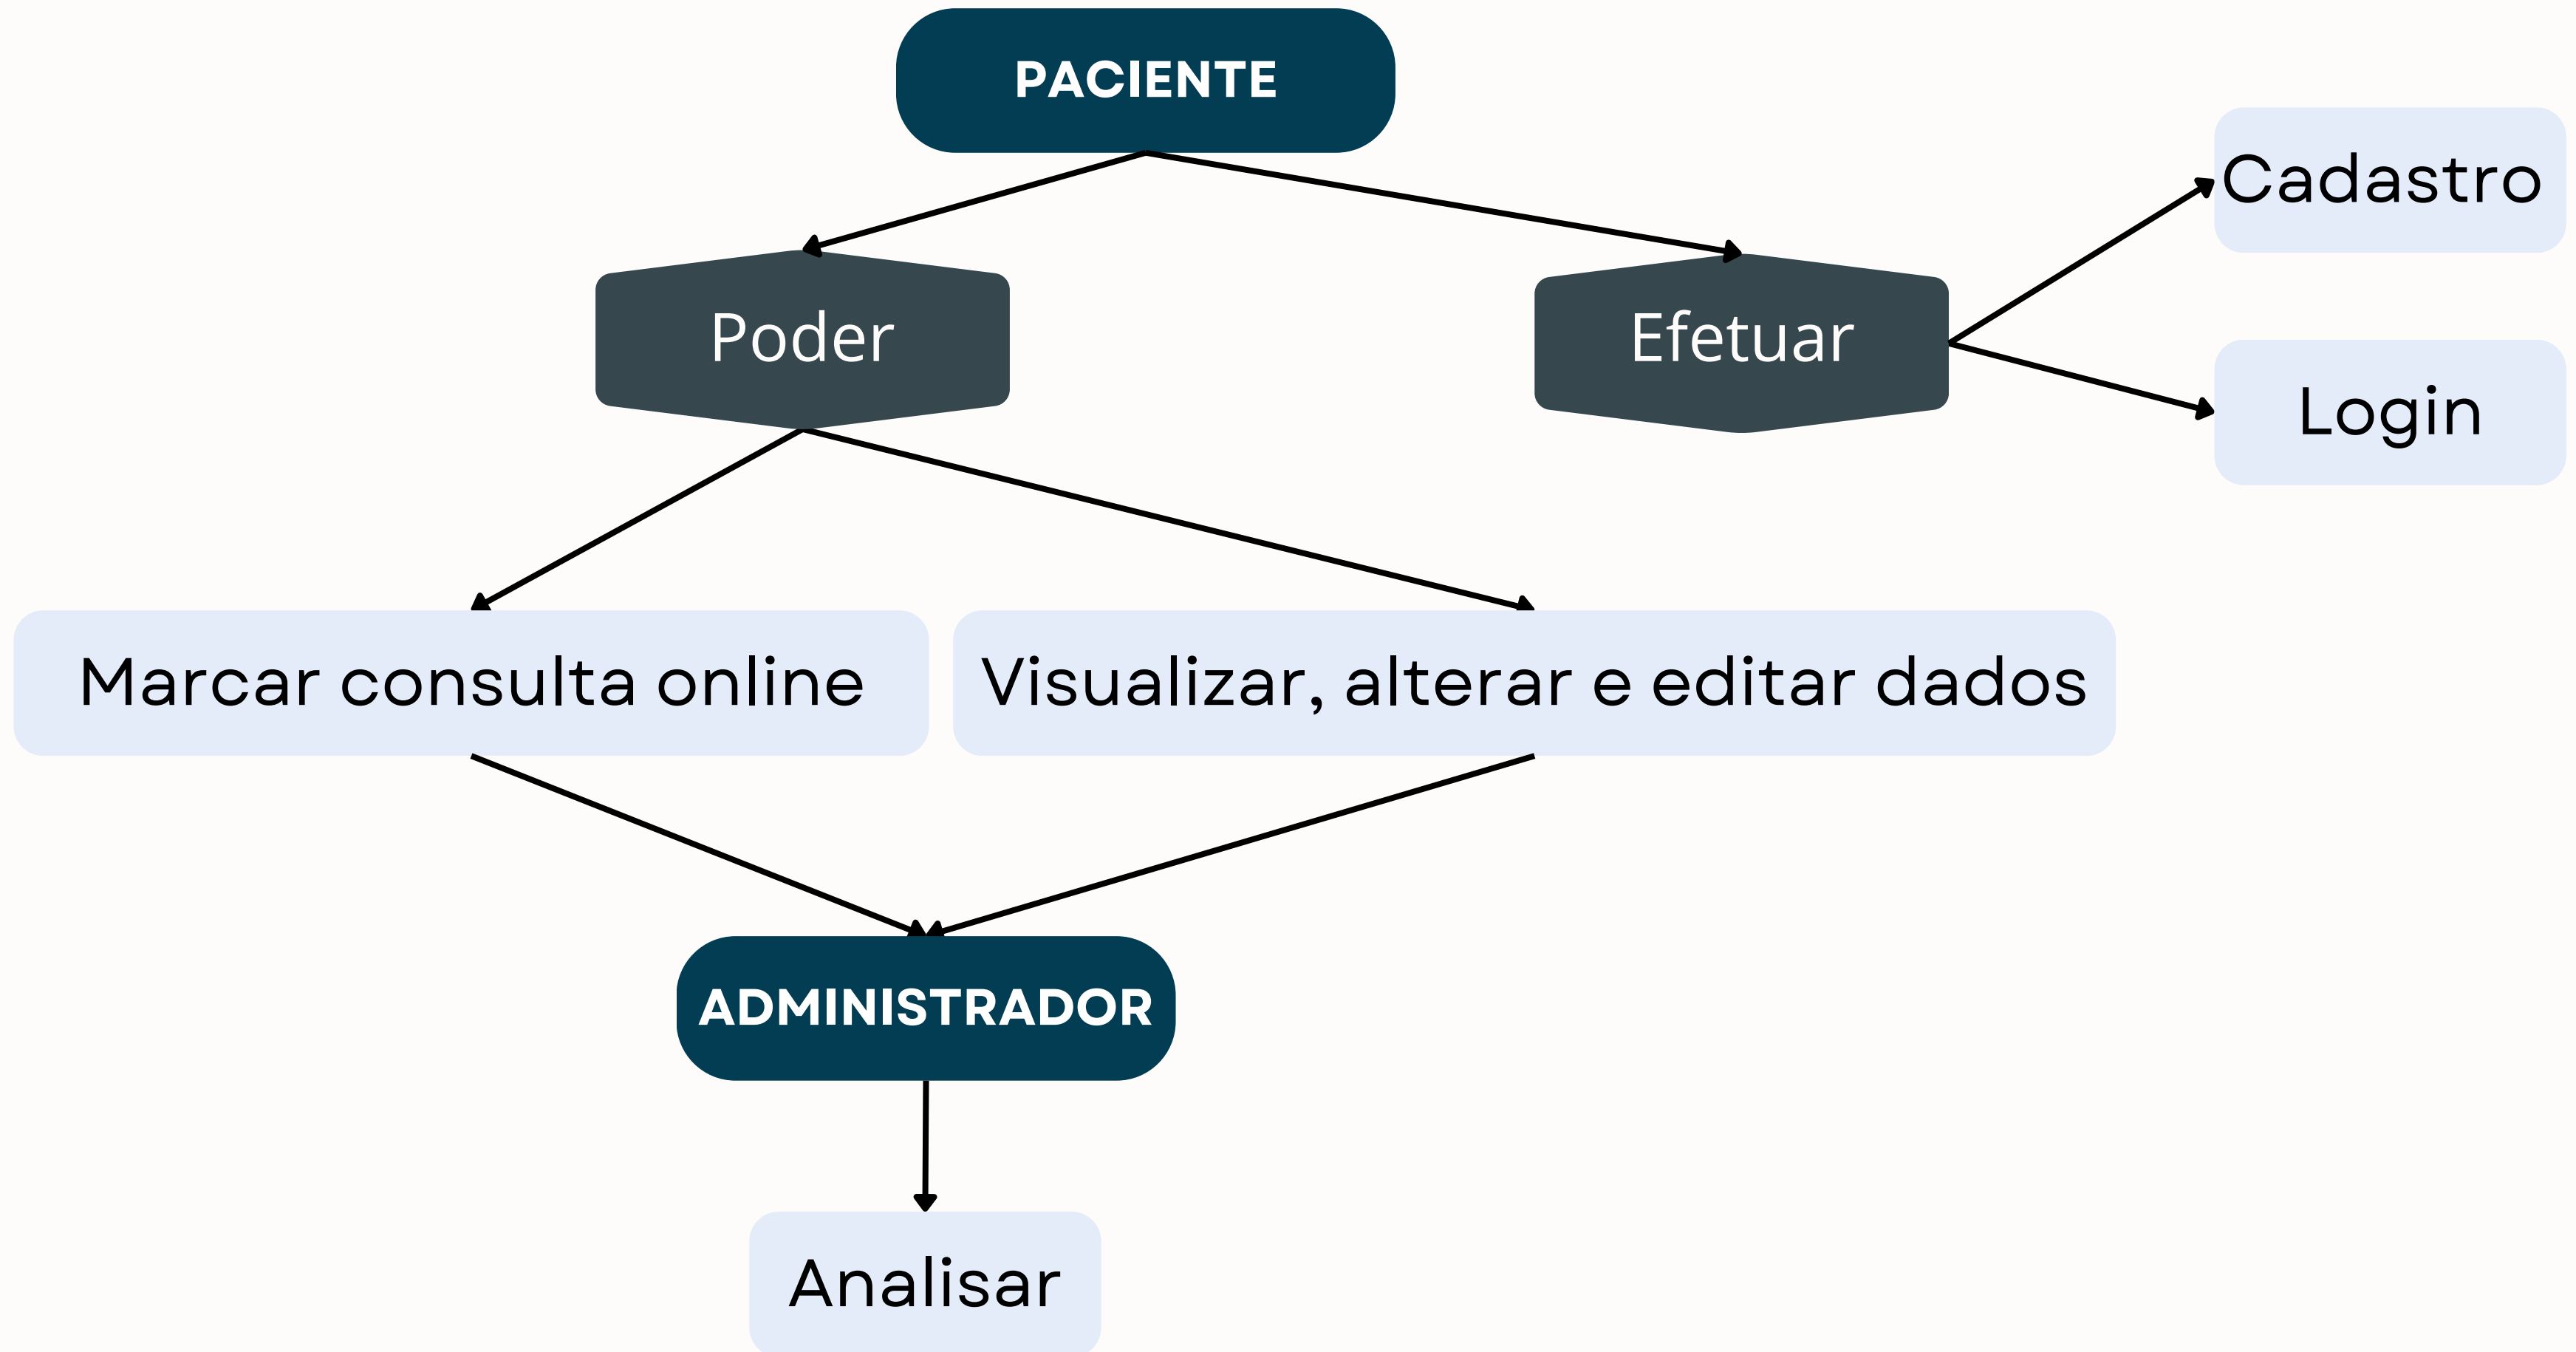 PACIENTE
Cadastro
Poder
Efetuar
Login
Marcar consulta online
Visualizar, alterar e editar dados
ADMINISTRADOR
Analisar